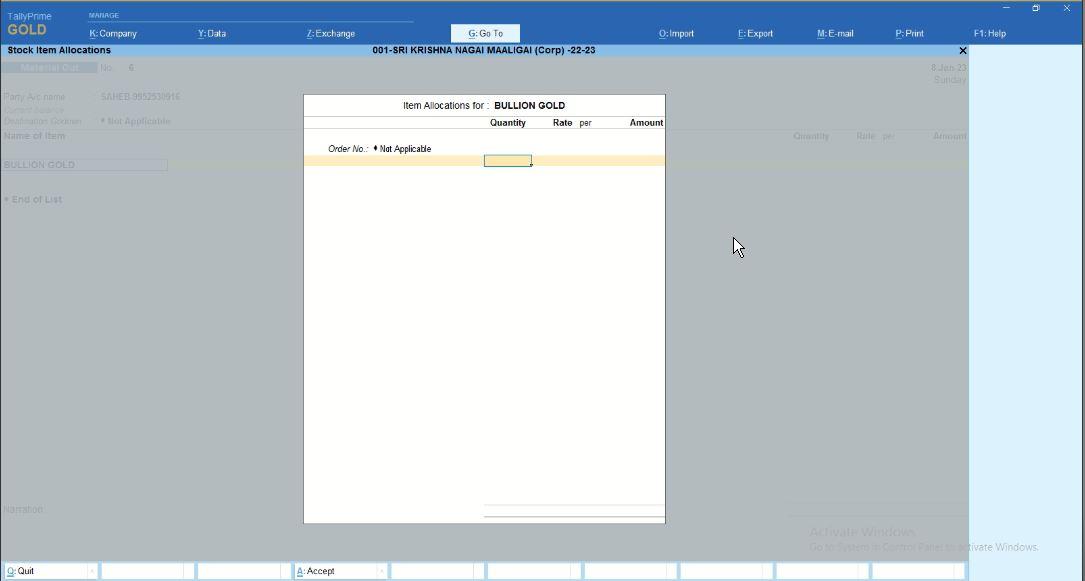 TallyPrime
GOLD
MANAGE
K: Company
Y: Data
Z: Exchange
G: Go To
O: Import
E: Export
M: E-mail
P: Print
F1: Help
Stock Item Allocations
001-SRI KRISHNA NAGAI MAALIGAI (Corp) -22-23
Material Out
No. 6
8-Jan-23
Sunday
Party A/c name : SAHEB-9952530916
Current balance :
Destination Godown : ♦ Not Applicable
Name of Item
Quantity Rate per Amount
BULLION GOLD
♦ End of List
Item Allocations for : BULLION GOLD
Quantity Rate per Amount
Order No.: ♦ Not Applicable
Narration:
Activate Windows
Go to System in Control Panel to activate Windows.
Q: Quit
A: Accept